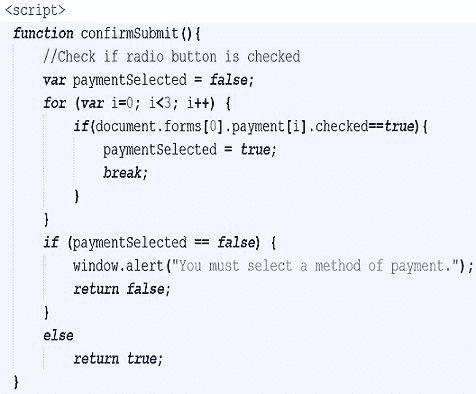 <script>
function confirmSubmit(){
//Check if radio button is checked
var paymentSelected = false;
for (var i=0; i<3; i++) {
if(document.forms[0].payment[i].checked==true){
paymentSelected = true;
break;
}
}
if (paymentSelected == false) {
window.alert("You must select a method of payment.");
return false;
}
else
return true;
}